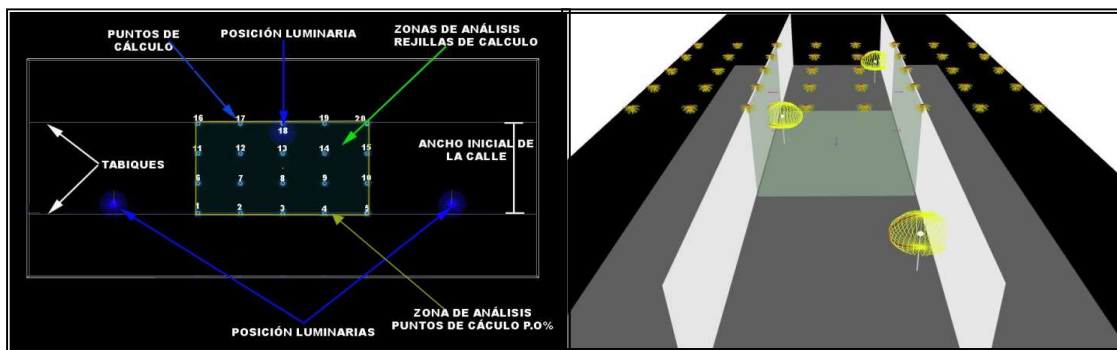 PUNTOS DE
CÁLCULO
POSICIÓN LUMINARIA
ZONAS DE ANÁLISIS
REJILLAS DE CALCULO
16 17 18 19 20
11 12 13 14 15
6 7 8 9 10
1 2 3 4 5
TABIQUES
ANCHO INICIAL DE
LA CALLE
POSICIÓN LUMINARIAS
ZONA DE ANÁLISIS
PUNTOS DE CÁCULO P.O%